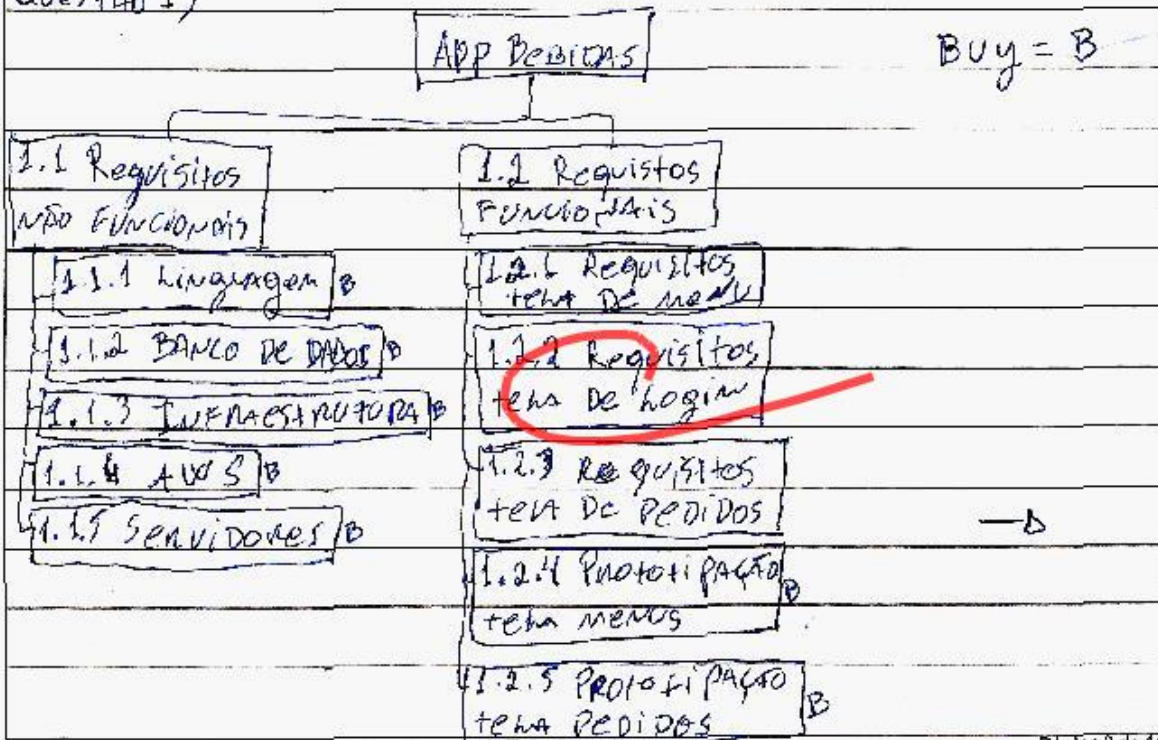 Questão 1)
APP BEBIDAS
Buy = B
1.1 Requisitos
Não Funcionais
1.1.1 Linguagem B
1.1.2 BANCO DE DADOS B
1.1.3 INFRAESTRUTURA B
1.1.4 AWS B
1.1.5 Servidores B
1.2 Requistos
Funcionais
1.2.1 Requisitos
tela De Menu
1.2.2 Requisitos
tela De Login
1.2.3 Requisitos
tela De PEDIDOS
1.2.4 Prototipação B
tela Menus
1.2.5 Prototipação B
tela PEDIDOS